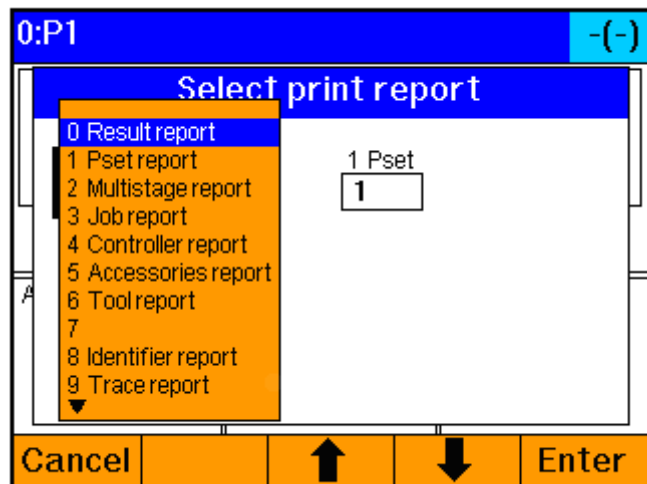 0:P1
-(-)
Select print report
0 Result report
1 Pset report
2 Multistage report
3 Job report
4 Controller report
5 Accessories report
6 Tool report
7
8 Identifier report
9 Trace report
1 Pset
1
A
Cancel
Enter